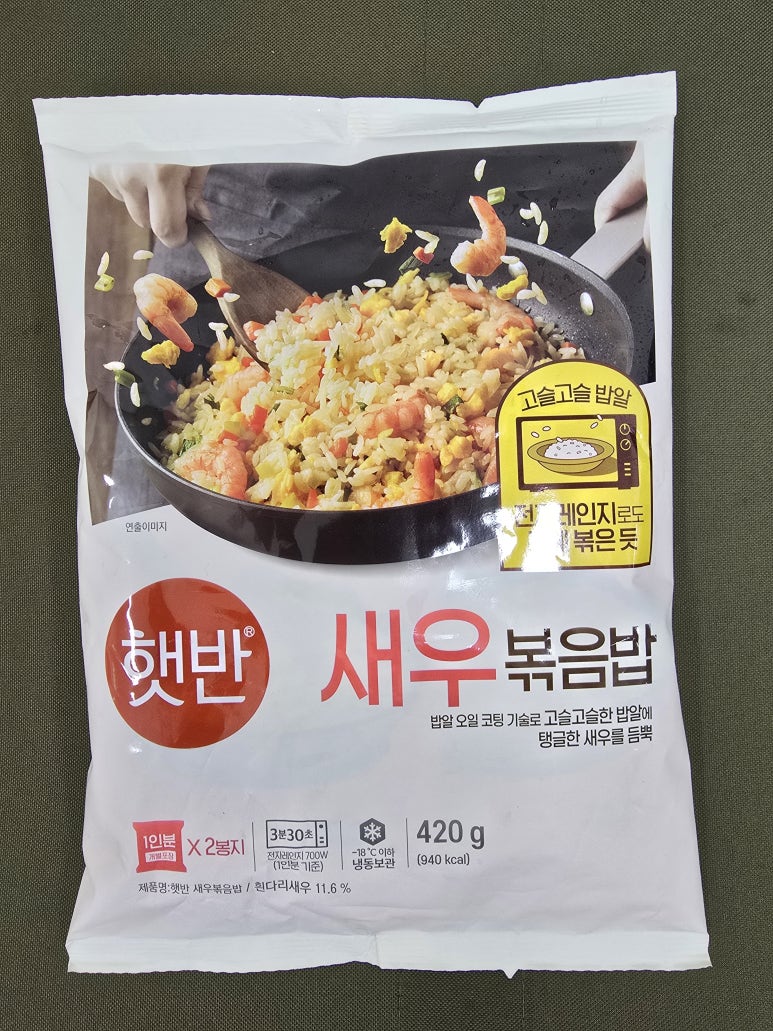 고슬고슬 밥알
전자레인지로도
볶은 듯
연출이미지
햇반®
새우 볶음밥
밥알 오일 코팅 기술로 고슬고슬한 밥알에
탱글한 새우를 듬뿍
1인분
개별포장
X 2봉지
3분30초
전자레인지 700W
(1인분 기준)
-18°C 이하
냉동보관
420 g
(940 kcal)
제품명:햇반 새우볶음밥 / 흰다리새우 11.6 %